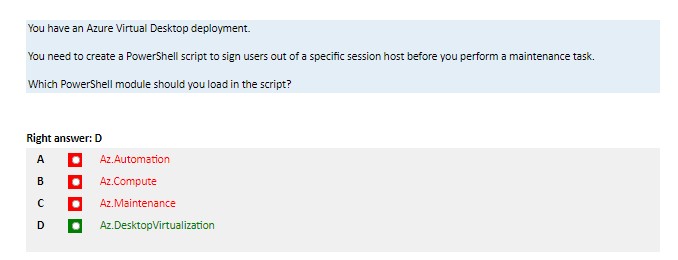 You have an Azure Virtual Desktop deployment.
You need to create a PowerShell script to sign users out of a specific session host before you perform a maintenance task.
Which PowerShell module should you load in the script?
Right answer: D
A Az.Automation
B Az.Compute
C Az.Maintenance
D Az.DesktopVirtualization